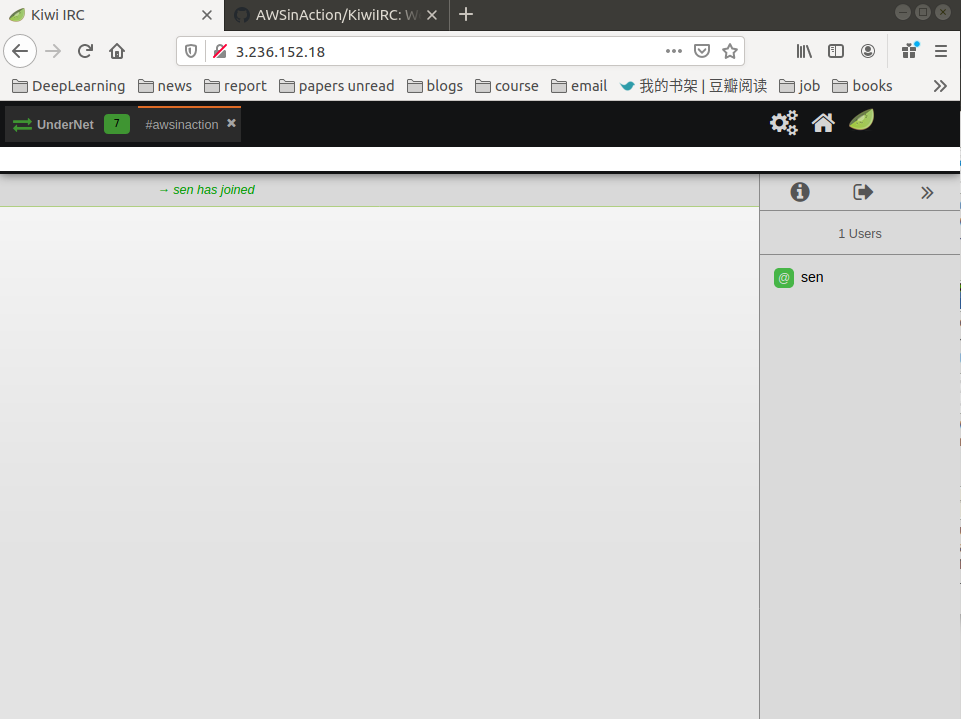 Kiwi IRC
AWSinAction/KiwiIRC: W
3.236.152.18
DeepLearning news report papers unread blogs course email 我的书架 | 豆瓣阅读 job books
UnderNet 7 #awsinaction
→ sen has joined
1 Users
@ sen